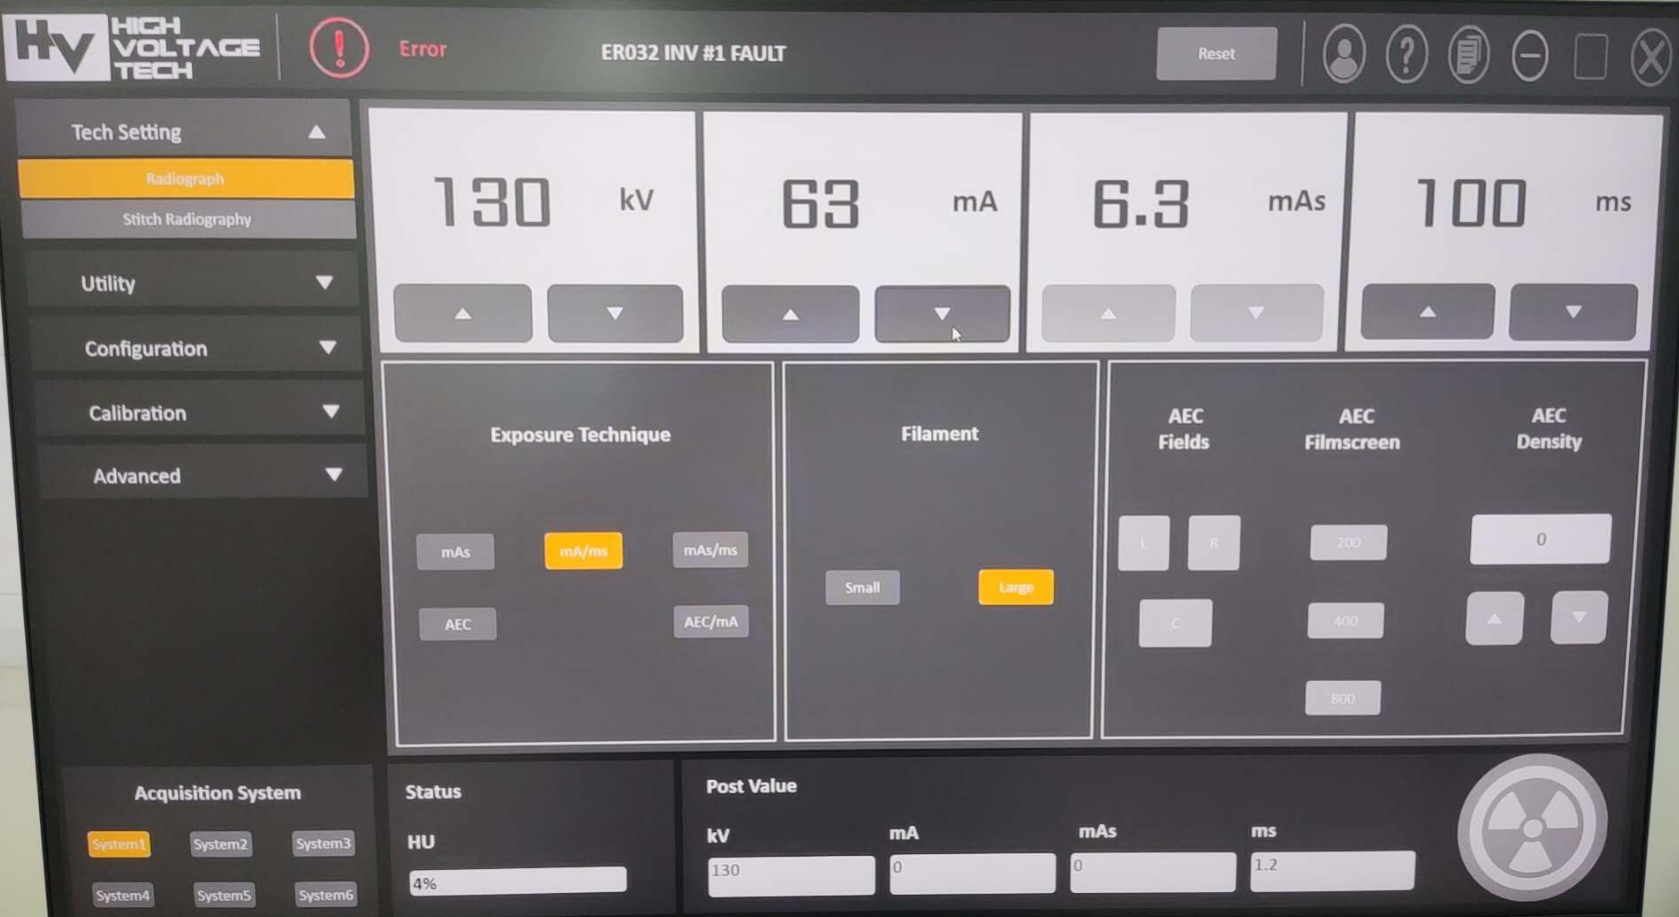 HV HIGH
VOLTAGE
TECH
! Error
ER032 INV #1 FAULT
Reset
?
Tech Setting
Radiograph
Stitch Radiography
Utility
Configuration
Calibration
Advanced
130 kV
63 mA
6.3 mAs
100 ms
Exposure Technique
mAs
mA/ms
mAs/ms
AEC
AEC/mA
Filament
Small
Large
AEC
Fields
L
R
C
AEC
Filmscreen
200
400
800
AEC
Density
0
Acquisition System
System1
System2
System3
System4
System5
System6
Status
HU
4%
Post Value
kV
130
mA
0
mAs
0
ms
1.2